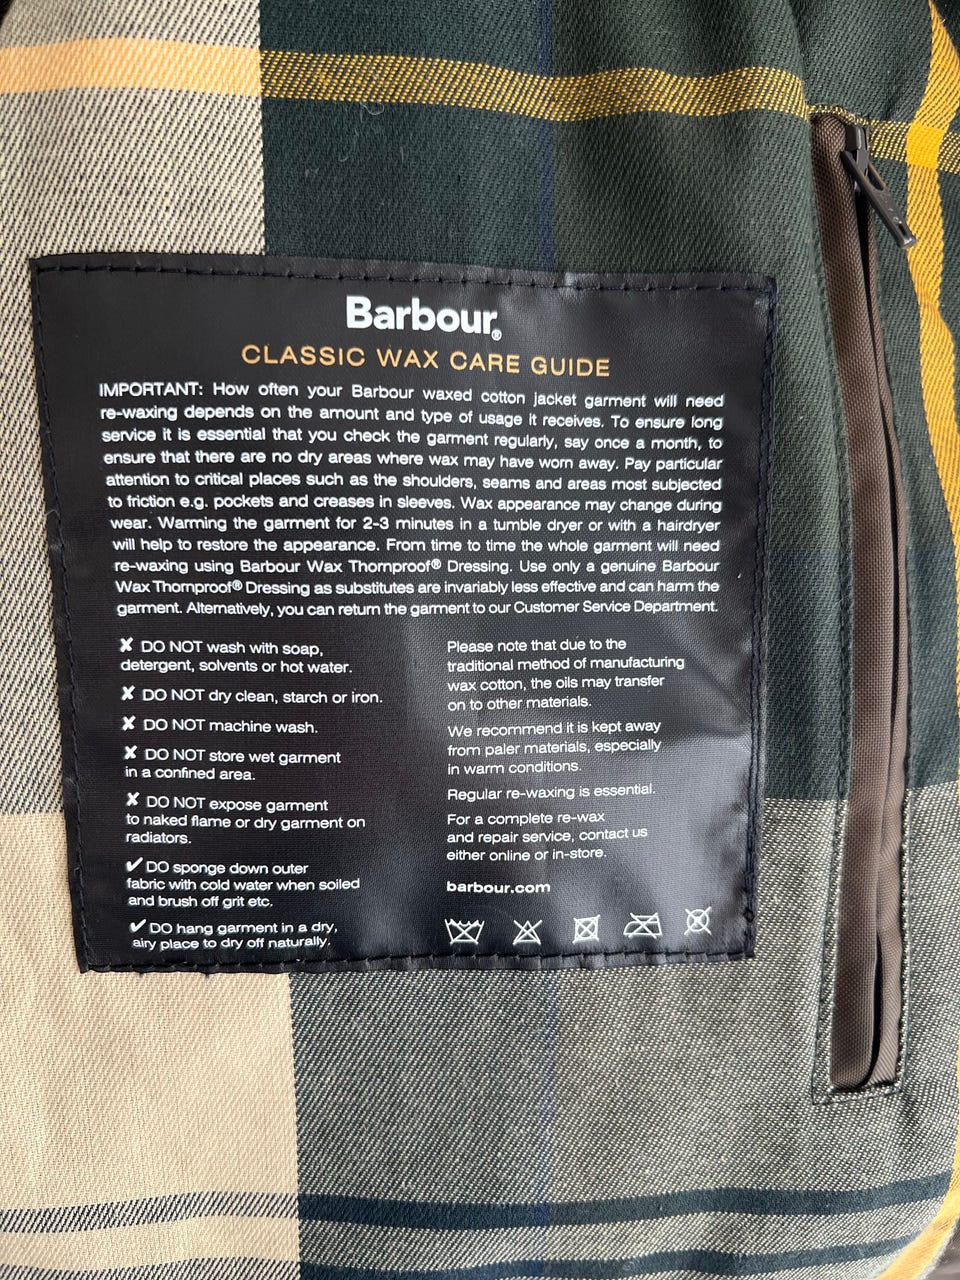 Barbour®
CLASSIC WAX CARE GUIDE
IMPORTANT: How often your Barbour waxed cotton jacket garment will need
re-waxing depends on the amount and type of usage it receives. To ensure long
service it is essential that you check the garment regularly, say once a month, to
ensure that there are no dry areas where wax may have worn away. Pay particular
attention to critical places such as the shoulders, seams and areas most subjected
to friction e.g. pockets and creases in sleeves. Wax appearance may change during
wear. Warming the garment for 2-3 minutes in a tumble dryer or with a hairdryer
will help to restore the appearance. From time to time the whole garment will need
re-waxing using Barbour Wax Thornproof® Dressing. Use only a genuine Barbour
Wax Thornproof® Dressing as substitutes are invariably less effective and can harm the
garment. Alternatively, you can return the garment to our Customer Service Department.
✘ DO NOT wash with soap,
detergent, solvents or hot water.
✘ DO NOT dry clean, starch or iron.
✘ DO NOT machine wash.
✘ DO NOT store wet garment
in a confined area.
✘ DO NOT expose garment
to naked flame or dry garment on
radiators.
✔ DO sponge down outer
fabric with cold water when soiled
and brush off grit etc.
✔ DO hang garment in a dry,
airy place to dry off naturally.
Please note that due to the
traditional method of manufacturing
wax cotton, the oils may transfer
on to other materials.
We recommend it is kept away
from paler materials, especially
in warm conditions.
Regular re-waxing is essential.
For a complete re-wax
and repair service, contact us
either online or in-store.
barbour.com